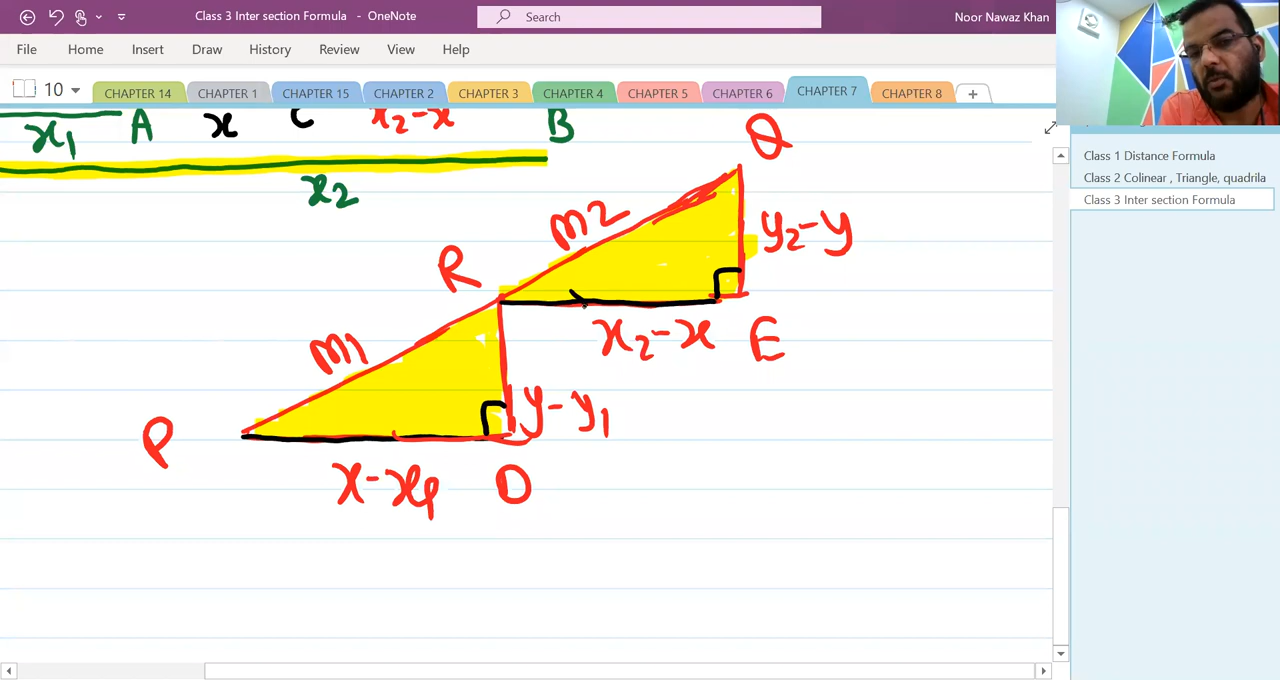 Class 3 Inter section Formula - OneNote
Search
Noor Nawaz Khan
File Home Insert Draw History Review View Help
10
CHAPTER 14 CHAPTER 1 CHAPTER 15 CHAPTER 2 CHAPTER 3 CHAPTER 4 CHAPTER 5 CHAPTER 6 CHAPTER 7 CHAPTER 8
Class 1 Distance Formula
Class 2 Colinear , Triangle, quadrila
Class 3 Inter section Formula
x1 A x C x2-x B
x2
Q
M2
y2-y
R
x2-x E
M1
y-y1
P
x-x1 D